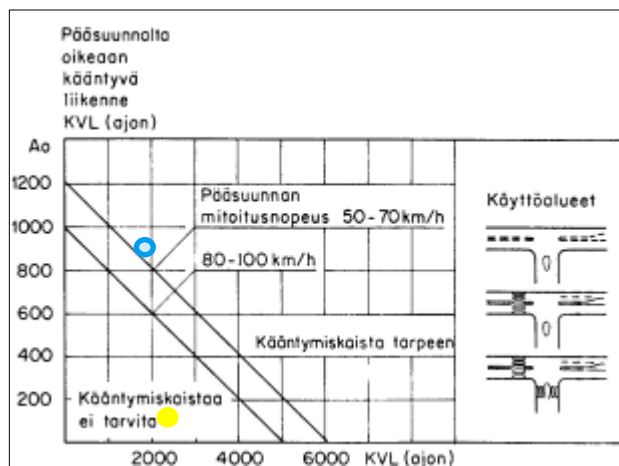 Pääsuunnalta
oikeaan
kääntyvä
liikenne
KVL (ajon)
Ao
1200
1000
800
600
400
200
Pääsuunnan
mitoitusnopeus 50-70km/h
80-100 km/h
Kääntymiskaista tarpeen
Kääntymiskaistaa
ei tarvita
2000 4000 6000 KVL (ajon)
Käyttöalueet